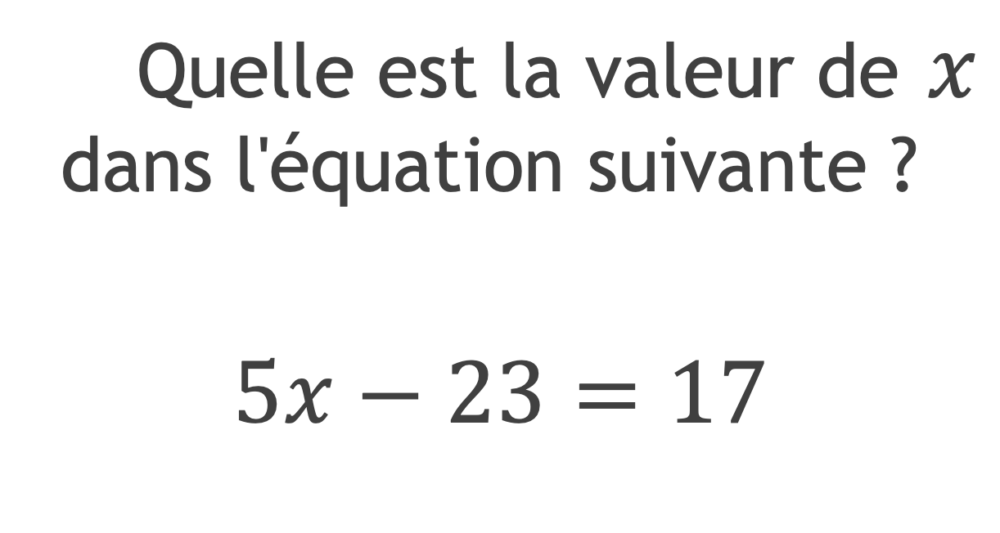 Quelle est la valeur de x
dans l'équation suivante ?
5x − 23 = 17